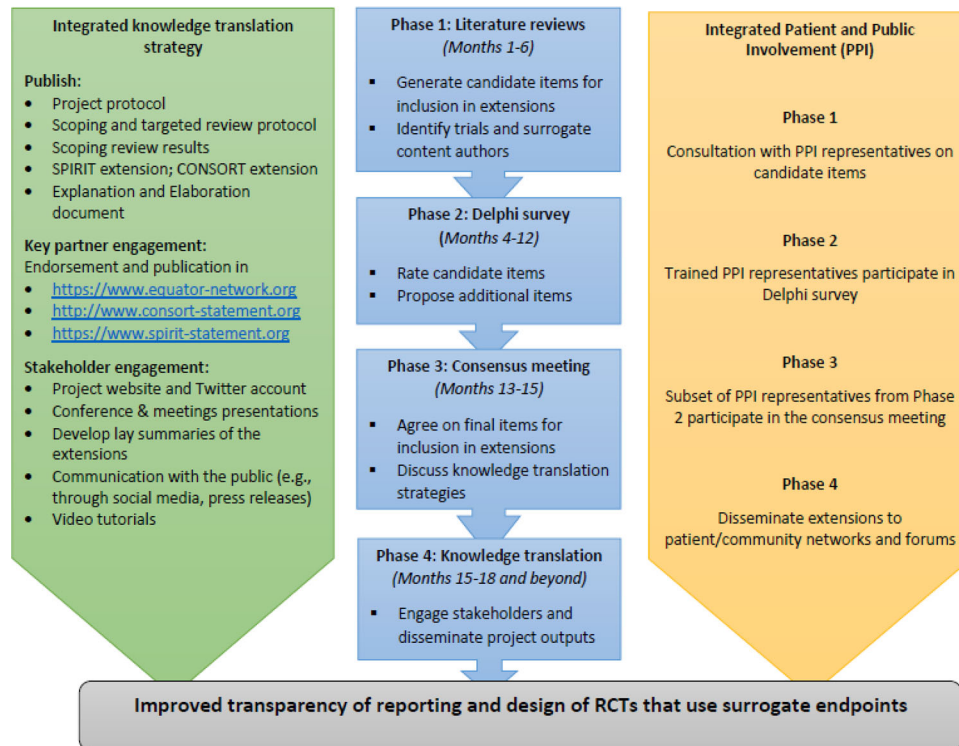 Integrated knowledge translation
strategy
Publish:
• Project protocol
• Scoping and targeted review protocol
• Scoping review results
• SPIRIT extension; CONSORT extension
• Explanation and Elaboration
document
Key partner engagement:
Endorsement and publication in
• https://www.equator-network.org
• http://www.consort-statement.org
• https://www.spirit-statement.org
Stakeholder engagement:
• Project website and Twitter account
• Conference & meetings presentations
• Develop lay summaries of the
extensions
• Communication with the public (e.g.,
through social media, press releases)
• Video tutorials
Phase 1: Literature reviews
(Months 1-6)
▪ Generate candidate items for
inclusion in extensions
▪ Identify trials and surrogate
content authors
Phase 2: Delphi survey
(Months 4-12)
▪ Rate candidate items
▪ Propose additional items
Phase 3: Consensus meeting
(Months 13-15)
▪ Agree on final items for
inclusion in extensions
▪ Discuss knowledge translation
strategies
Phase 4: Knowledge translation
(Months 15-18 and beyond)
▪ Engage stakeholders and
disseminate project outputs
Integrated Patient and Public
Involvement (PPI)
Phase 1
Consultation with PPI representatives on
candidate items
Phase 2
Trained PPI representatives participate in
Delphi survey
Phase 3
Subset of PPI representatives from Phase
2 participate in the consensus meeting
Phase 4
Disseminate extensions to
patient/community networks and forums
Improved transparency of reporting and design of RCTs that use surrogate endpoints